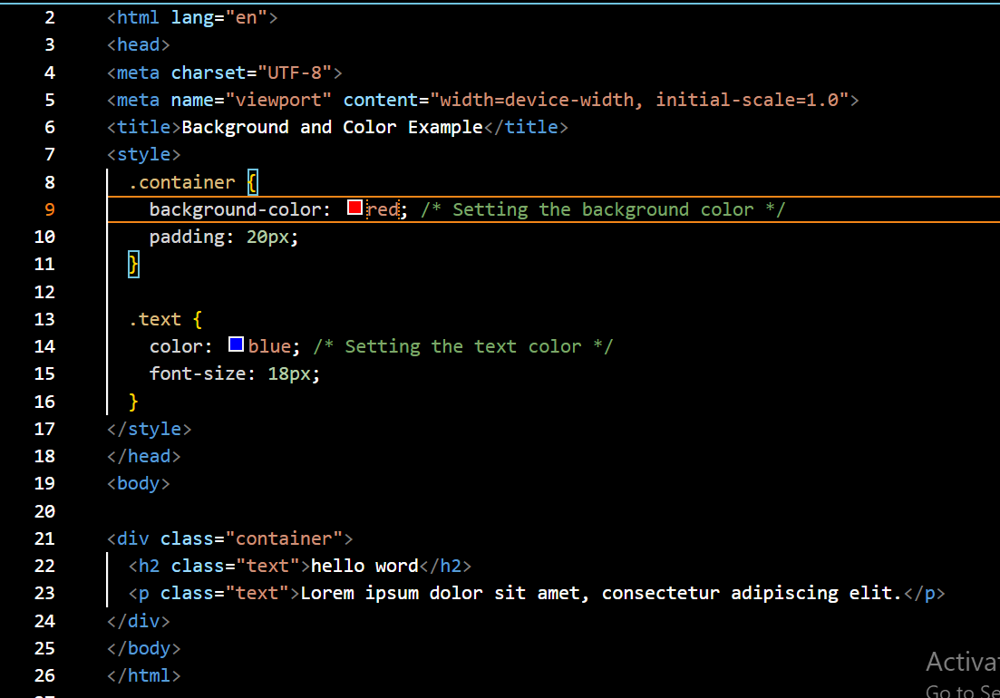 2 <html lang="en">
3 <head>
4 <meta charset="UTF-8">
5 <meta name="viewport" content="width=device-width, initial-scale=1.0">
6 <title>Background and Color Example</title>
7 <style>
8 .container {
9 background-color: red; /* Setting the background color */
10 padding: 20px;
11 }
12
13 .text {
14 color: blue; /* Setting the text color */
15 font-size: 18px;
16 }
17 </style>
18 </head>
19 <body>
20
21 <div class="container">
22 <h2 class="text">hello word</h2>
23 <p class="text">Lorem ipsum dolor sit amet, consectetur adipiscing elit.</p>
24 </div>
25 </body>
26 </html>
Activat
Go to Se